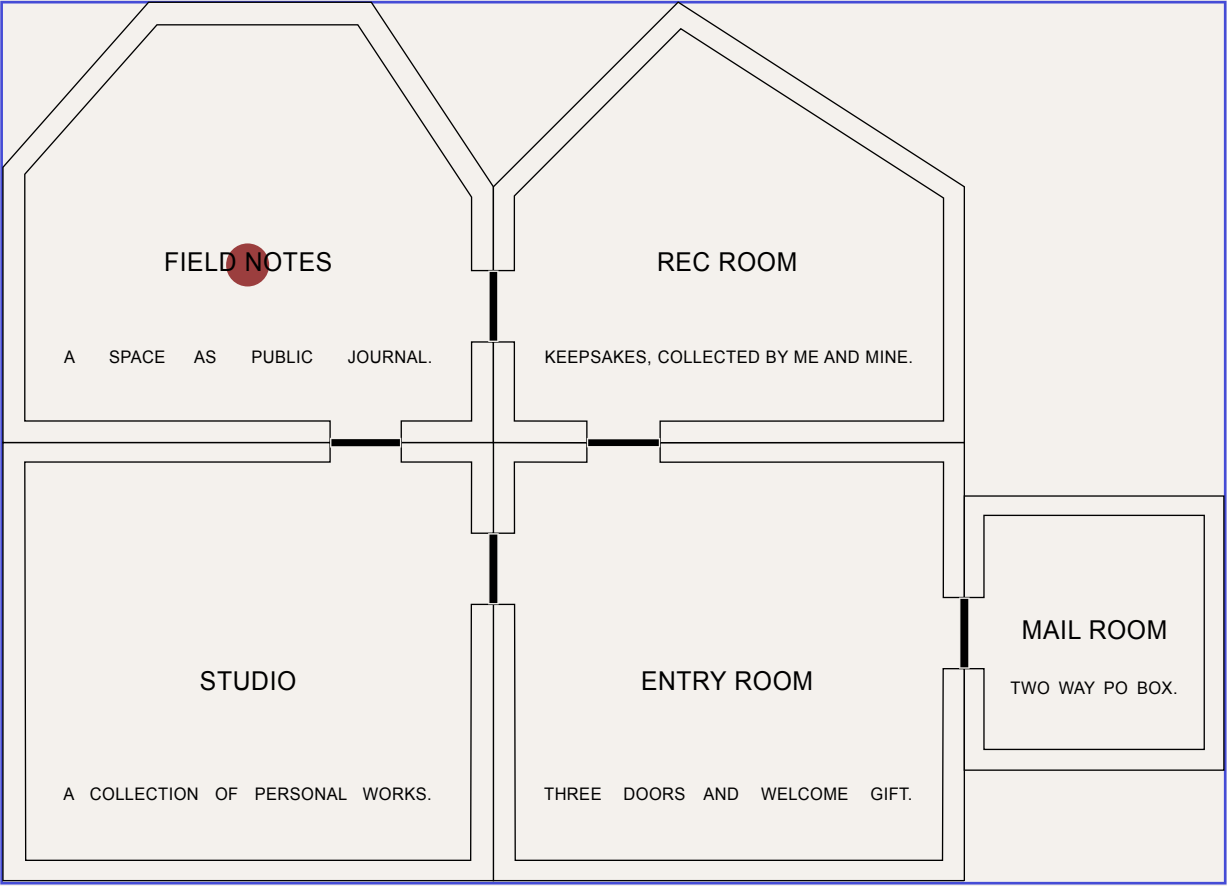 FIELD NOTES
A SPACE AS PUBLIC JOURNAL.
REC ROOM
KEEPSAKES, COLLECTED BY ME AND MINE.
STUDIO
A COLLECTION OF PERSONAL WORKS.
ENTRY ROOM
THREE DOORS AND WELCOME GIFT.
MAIL ROOM
TWO WAY PO BOX.